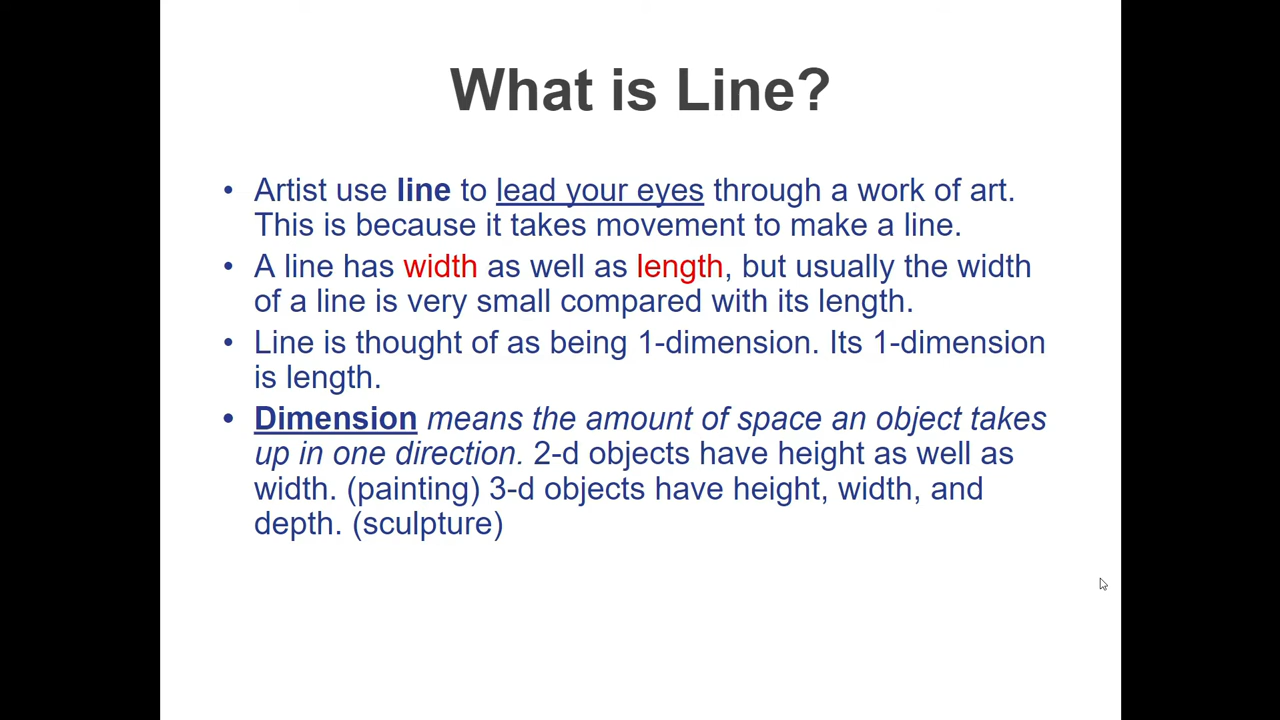 What is Line?
• Artist use line to lead your eyes through a work of art.
This is because it takes movement to make a line.
• A line has width as well as length, but usually the width
of a line is very small compared with its length.
• Line is thought of as being 1-dimension. Its 1-dimension
is length.
• Dimension means the amount of space an object takes
up in one direction. 2-d objects have height as well as
width. (painting) 3-d objects have height, width, and
depth. (sculpture)